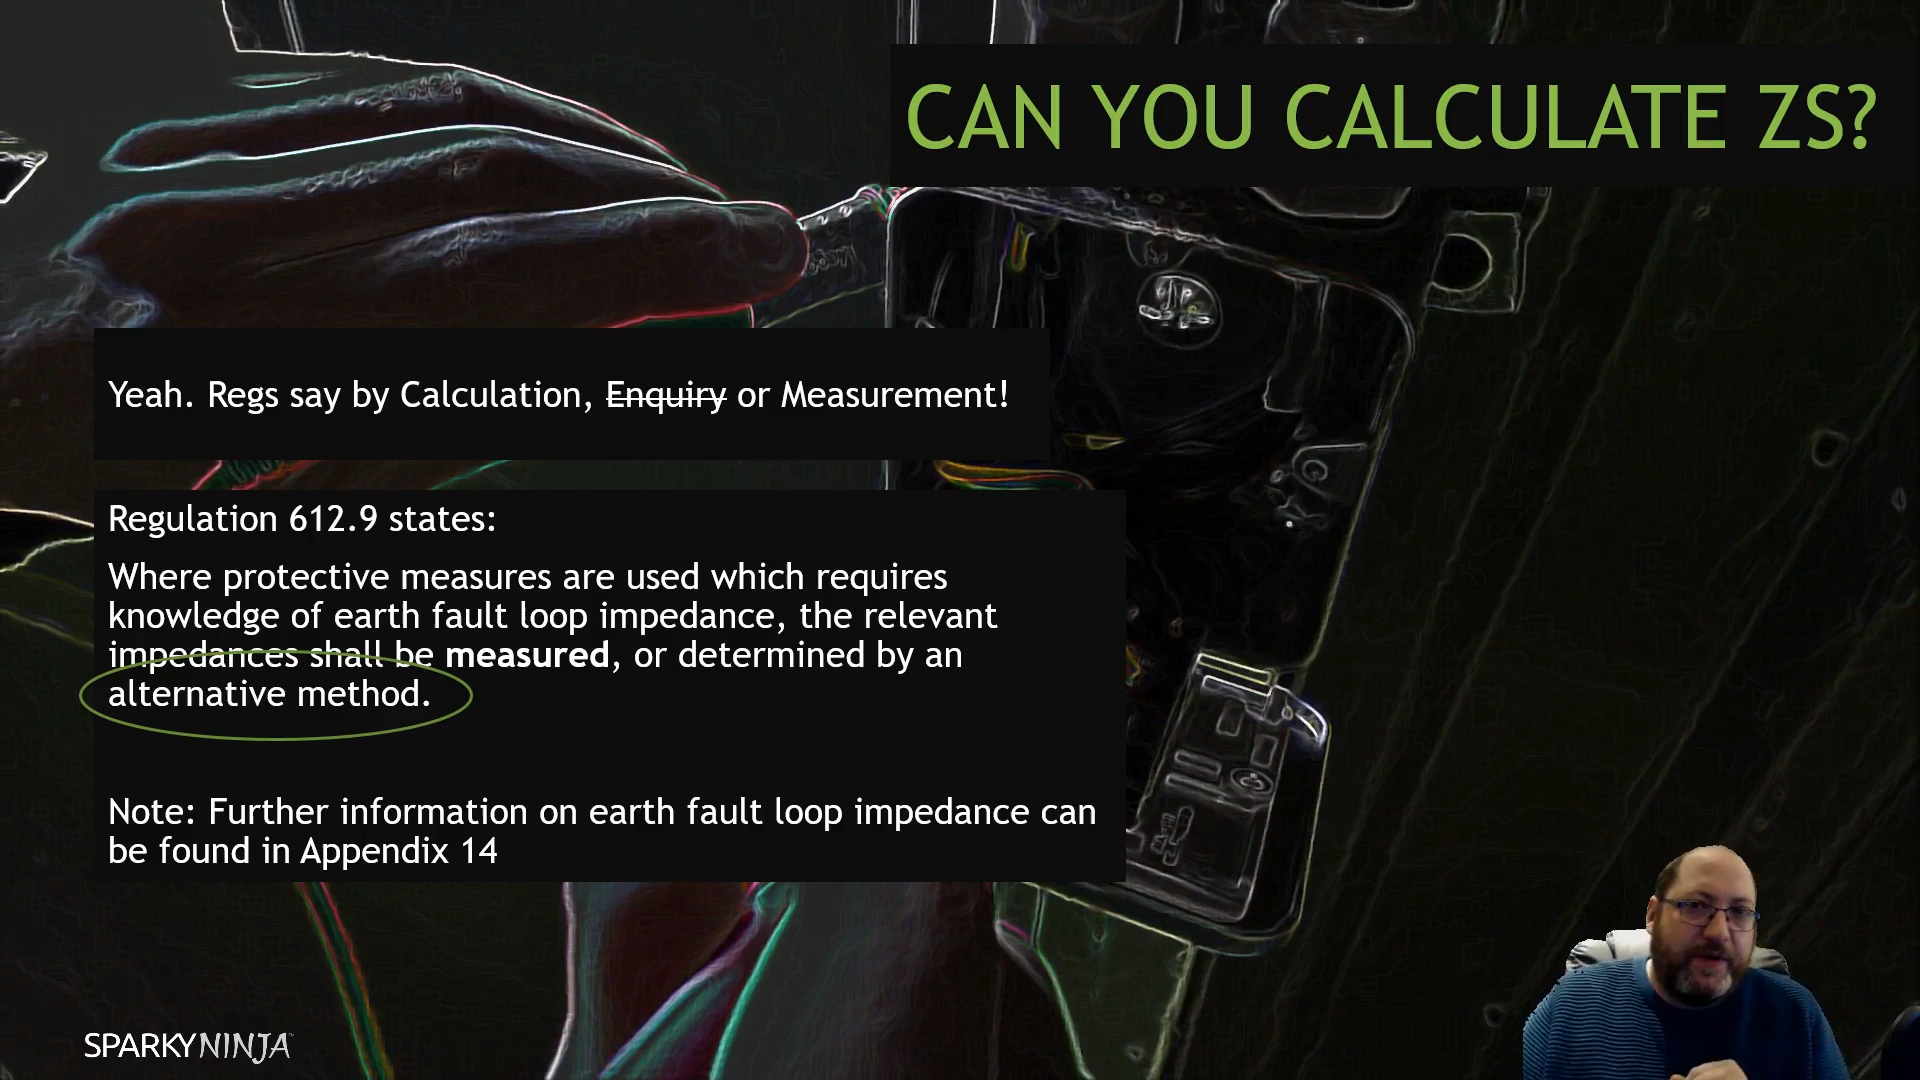 CAN YOU CALCULATE ZS?
Yeah. Regs say by Calculation, Enquiry or Measurement!
Regulation 612.9 states:
Where protective measures are used which requires
knowledge of earth fault loop impedance, the relevant
impedances shall be measured, or determined by an
alternative method.
Note: Further information on earth fault loop impedance can
be found in Appendix 14
SPARKYNINJA